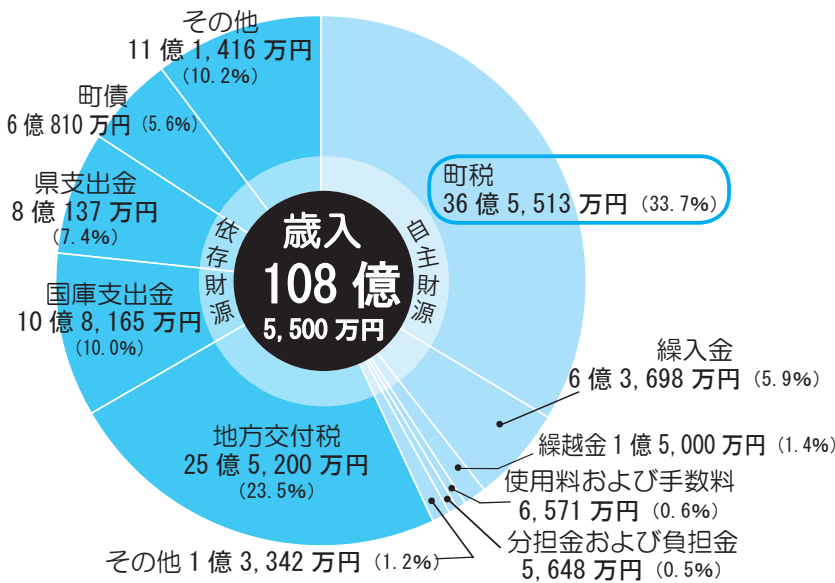 その他
11 億 1,416 万円
(10.2%)
町債
6 億 810 万円 (5.6%)
県支出金
8 億 137 万円
(7.4%)
国庫支出金
10 億 8,165 万円
(10.0%)
地方交付税
25 億 5,200 万円
(23.5%)
その他 1 億 3,342 万円 (1.2%)
依存財源
歳入
108 億
5,500 万円
自主財源
町税
36 億 5,513 万円 (33.7%)
繰入金
6 億 3,698 万円 (5.9%)
繰越金 1 億 5,000 万円 (1.4%)
使用料および手数料
6,571 万円 (0.6%)
分担金および負担金
5,648 万円 (0.5%)